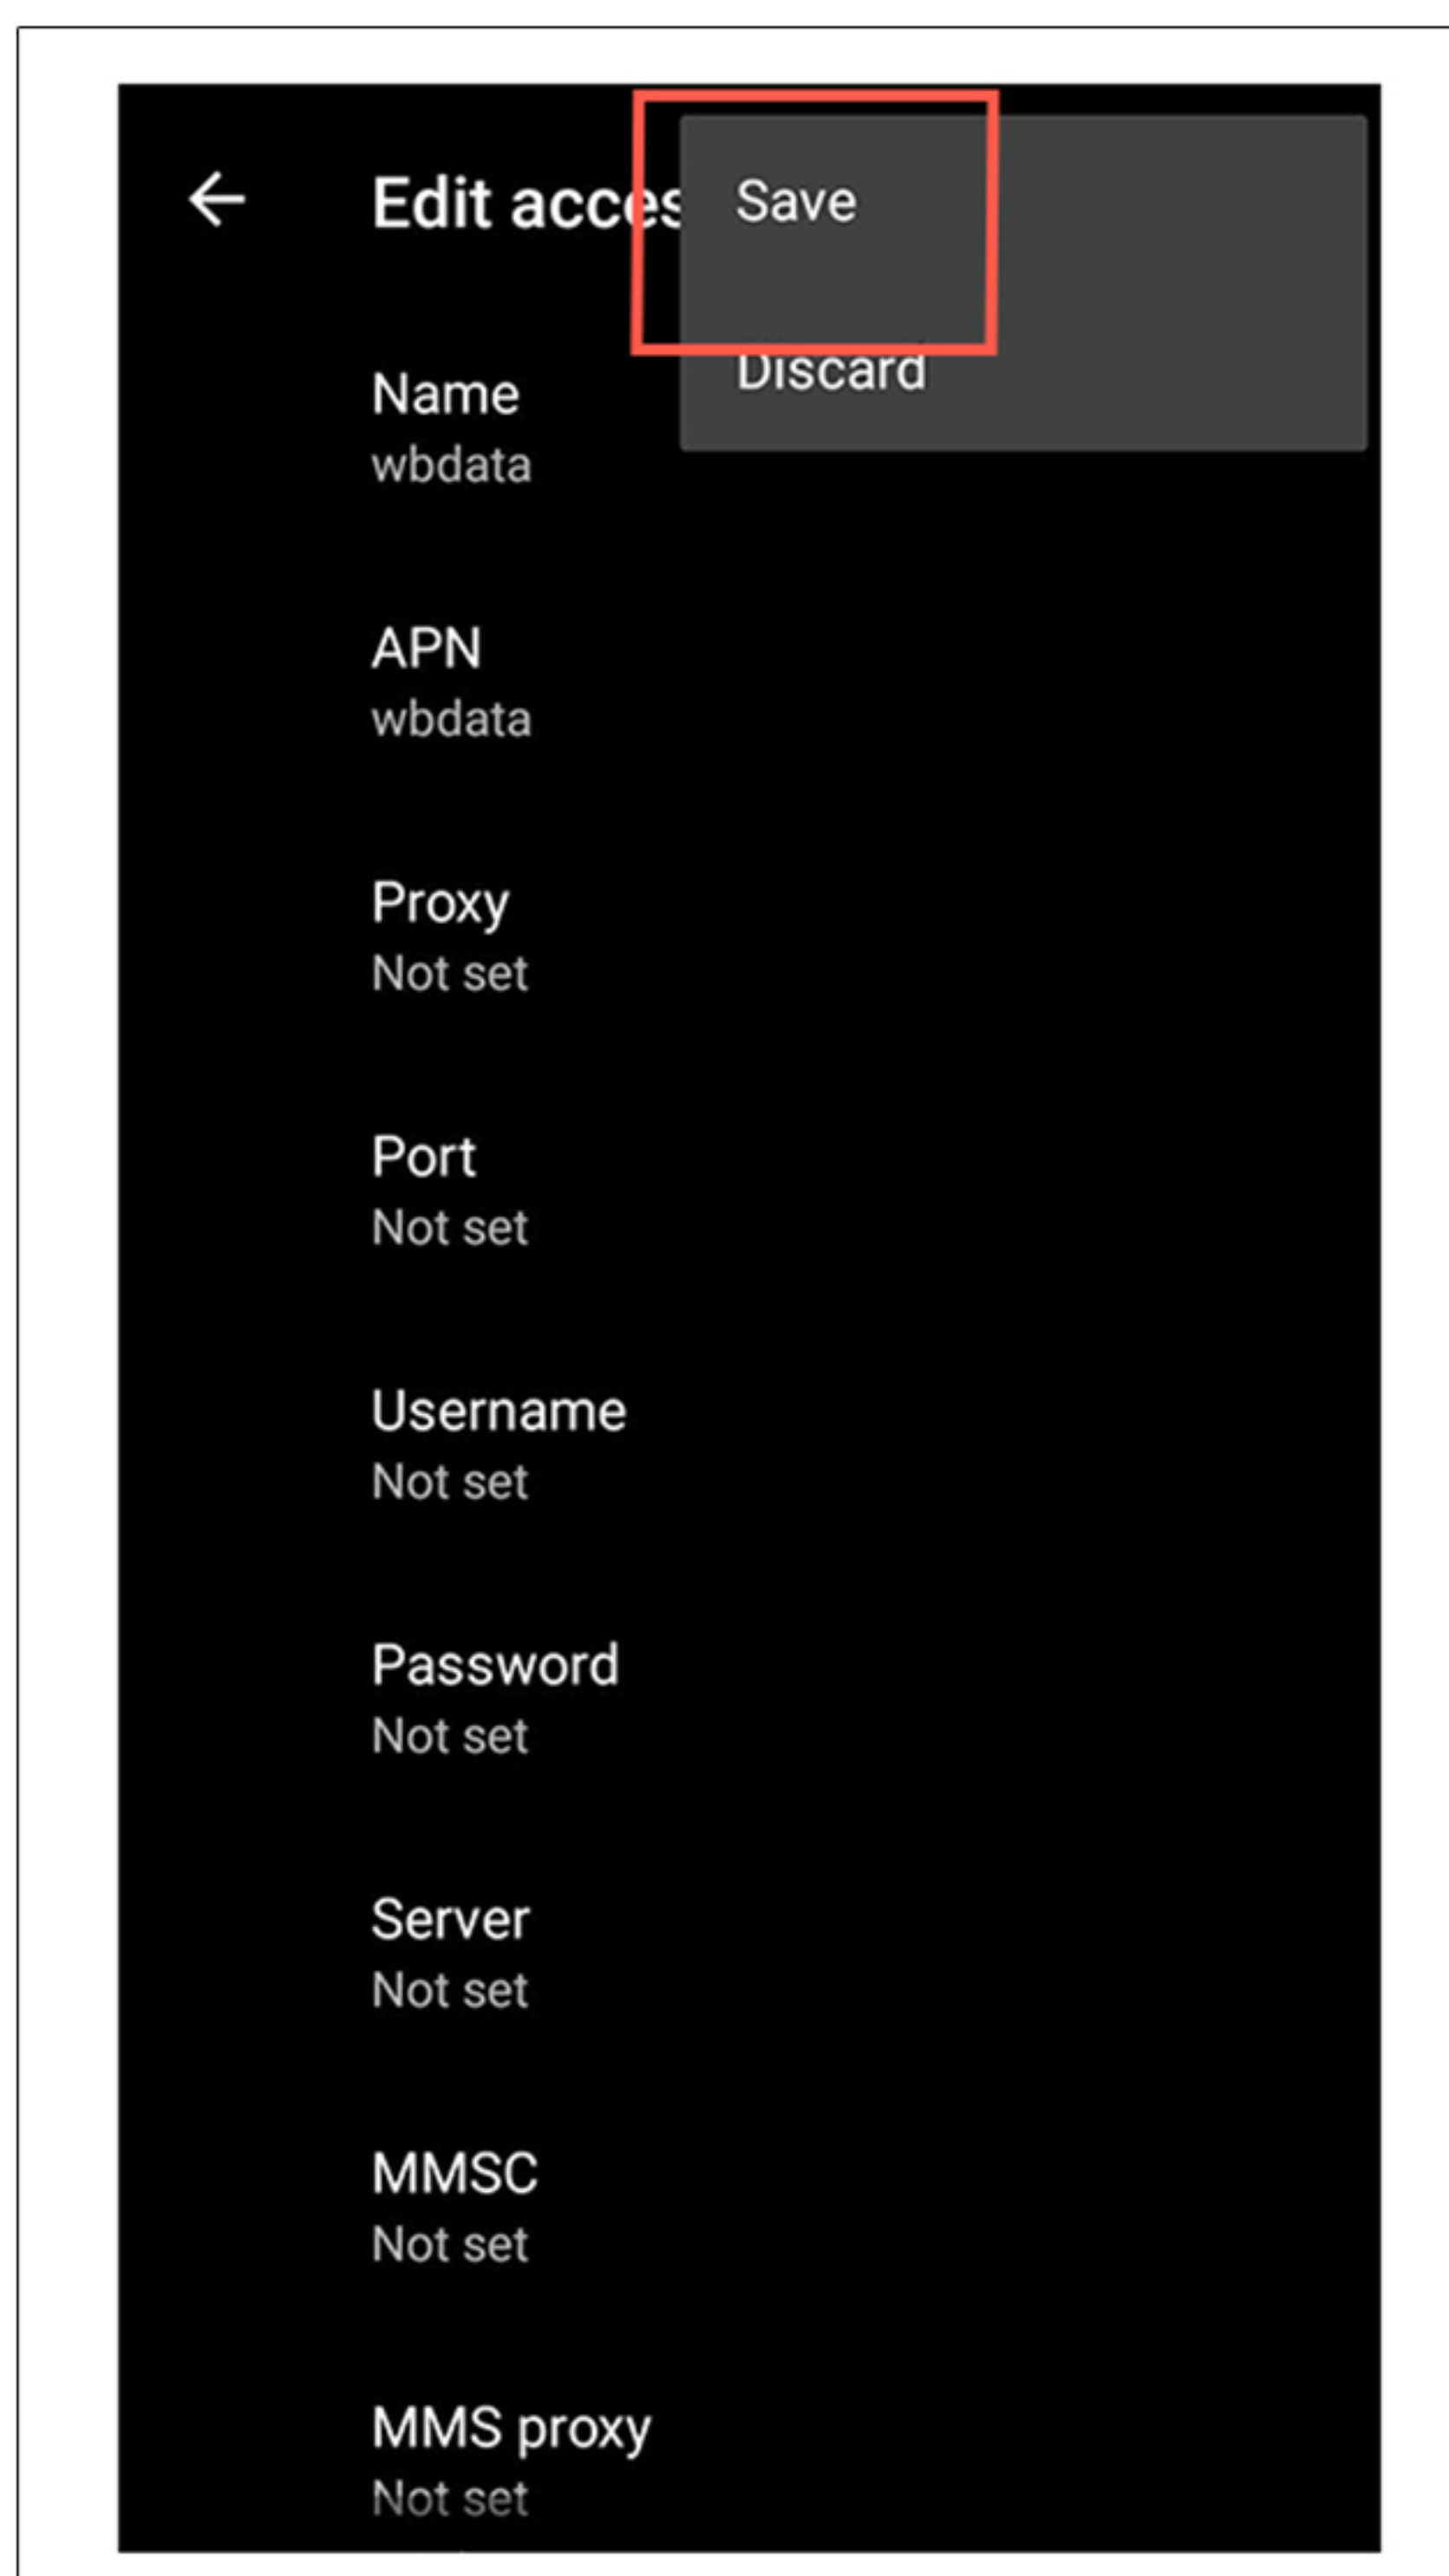 Edit acces
Save
Discard
Name
wbdata
APN
wbdata
Proxy
Not set
Port
Not set
Username
Not set
Password
Not set
Server
Not set
MMSC
Not set
MMS proxy
Not set